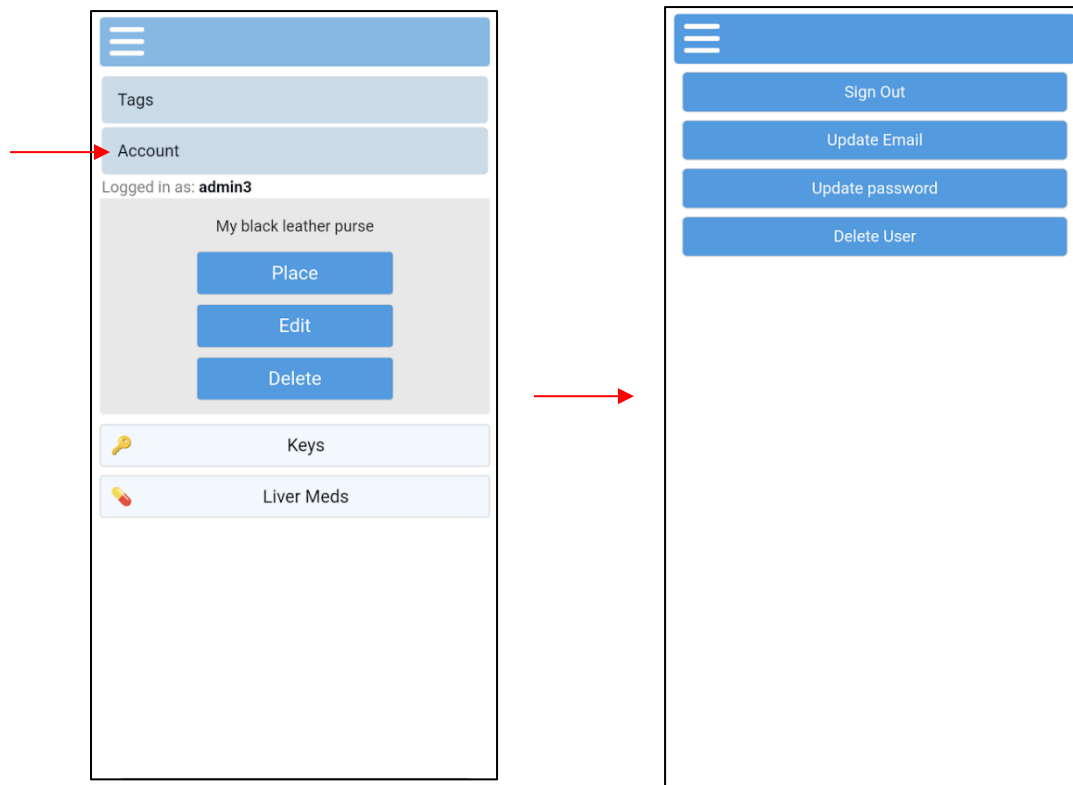 Tags
Account
Logged in as: admin3
My black leather purse
Place
Edit
Delete
Keys
Liver Meds
Sign Out
Update Email
Update password
Delete User